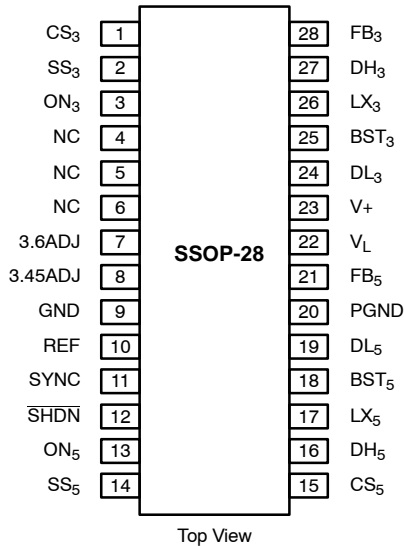 CS₃ 1 28 FB₃
SS₃ 2 27 DH₃
ON₃ 3 26 LX₃
NC 4 25 BST₃
NC 5 24 DL₃
NC 6 23 V+
3.6ADJ 7 22 V_L
SSOP-28
3.45ADJ 8 21 FB₅
GND 9 20 PGND
REF 10 19 DL₅
SYNC 11 18 BST₅
S̅H̅D̅N̅ 12 17 LX₅
ON₅ 13 16 DH₅
SS₅ 14 15 CS₅
Top View